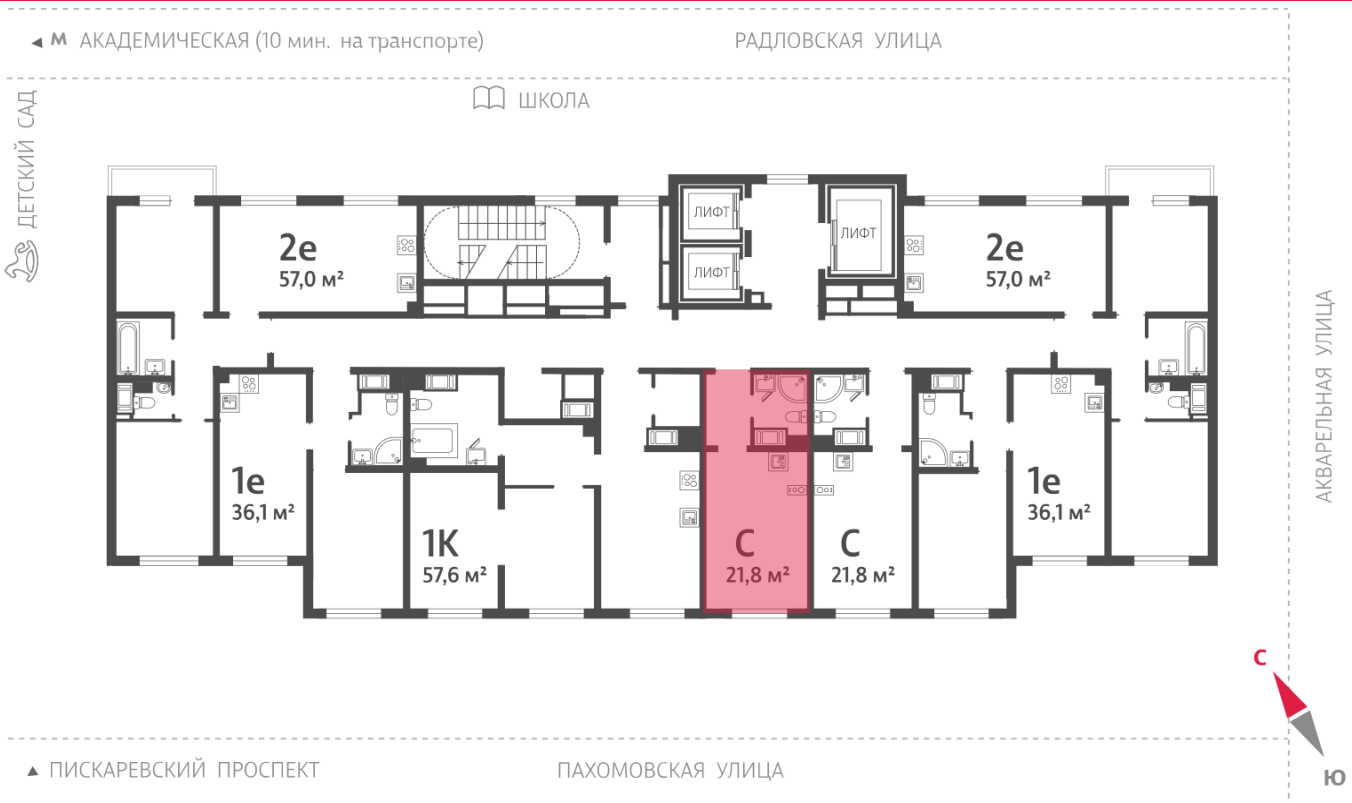 М АКАДЕМИЧЕСКАЯ (10 мин. на транспорте)
РАДЛОВСКАЯ УЛИЦА
ШКОЛА
ДЕТСКИЙ САД
ЛИФТ
ЛИФТ
ЛИФТ
2е
57,0 м²
2е
57,0 м²
АКВАРЕЛЬНАЯ УЛИЦА
1е
36,1 м²
1К
57,6 м²
С
21,8 м²
С
21,8 м²
1е
36,1 м²
С
Ю
ПИСКАРЕВСКИЙ ПРОСПЕКТ
ПАХОМОВСКАЯ УЛИЦА